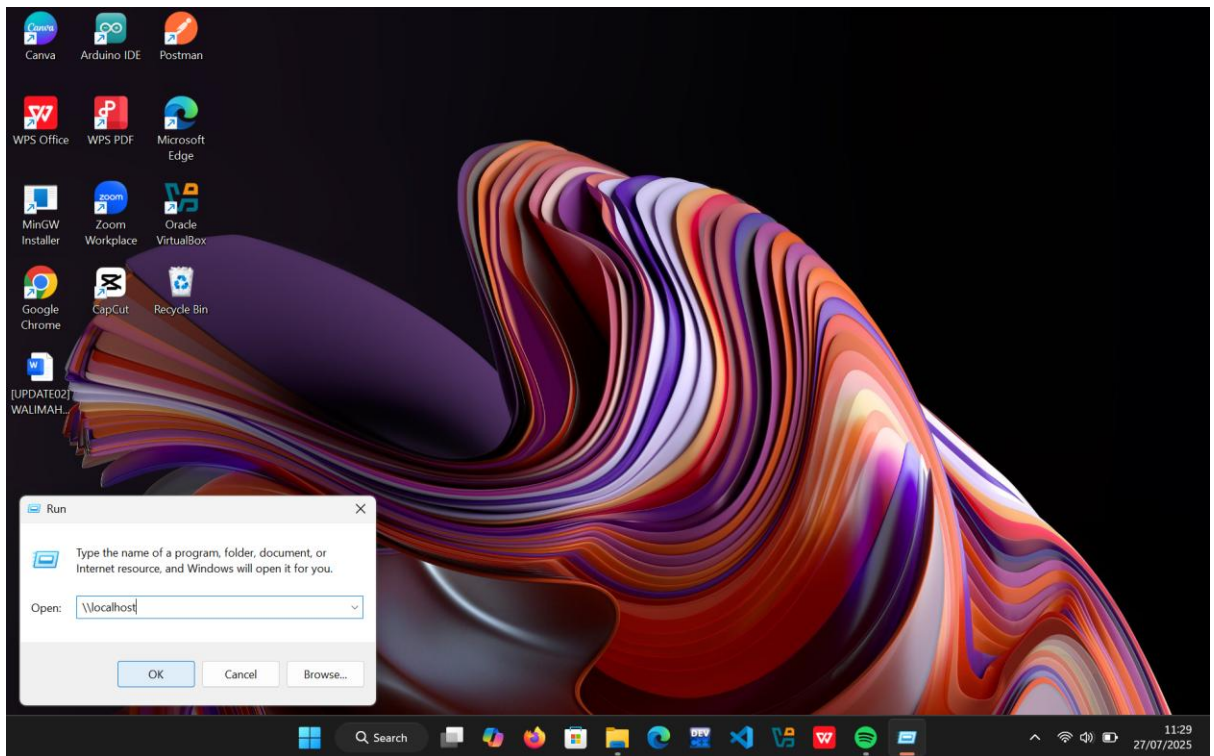 Canva
Arduino IDE
Postman
WPS Office
WPS PDF
Microsoft
Edge
MinGW
Installer
Zoom
Workplace
Oracle
VirtualBox
Google
Chrome
CapCut
Recycle Bin
[UPDATE02]
WALIMAH...
Run
Type the name of a program, folder, document, or
Internet resource, and Windows will open it for you.
Open: \\localhost
OK Cancel Browse...
Search
DEV
11:29
27/07/2025